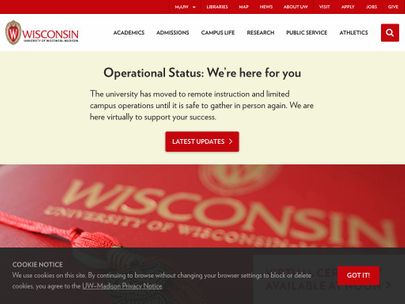 MyUW LIBRARIES MAP NEWS ABOUT UW VISIT APPLY JOBS GIVE
WISCONSIN
UNIVERSITY OF WISCONSIN-MADISON
ACADEMICS ADMISSIONS CAMPUS LIFE RESEARCH PUBLIC SERVICE ATHLETICS
Operational Status: We're here for you
The university has moved to remote instruction and limited
campus operations until it is safe to gather in person again. We are
here virtually to support your success.
LATEST UPDATES
WISCONSIN
UNIVERSITY OF WISCONSIN-MADISON
COOKIE NOTICE
We use cookies on this site. By continuing to browse without changing your browser settings to block or delete
cookies, you agree to the UW–Madison Privacy Notice.
GOT IT!